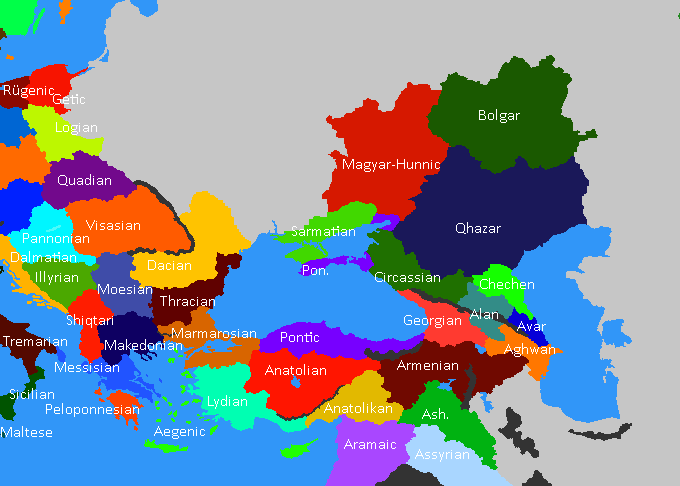 Rügenic
Getic
Logian
Bolgar
Magyar-Hunnic
Quadian
Visasian
Qhazar
Sarmatian
Pannonian
Dalmatian
Dacian
Pon.
Illyrian
Circassian
Chechen
Moesian
Thracian
Shiqtari
Georgian
Alan
Avar
Tremarian
Makedonian
Marmarosian
Pontic
Aghwan
Messisian
Anatolian
Armenian
Sicilian
Peloponnesian
Lydian
Anatolikan
Ash.
Maltese
Aegenic
Aramaic
Assyrian